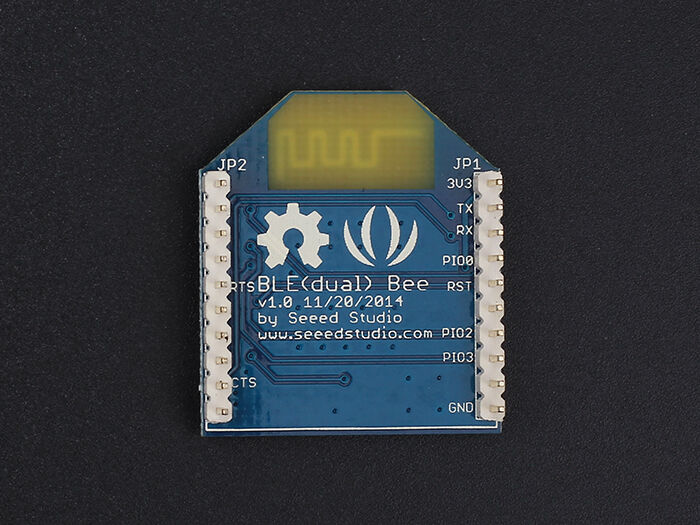 JP2
JP1
3V3
TX
RX
PIO0
RTS
RST
BLE(dual) Bee
v1.0 11/20/2014
by Seeed Studio
www.seeedstudio.com
PIO2
PIO3
CTS
GND